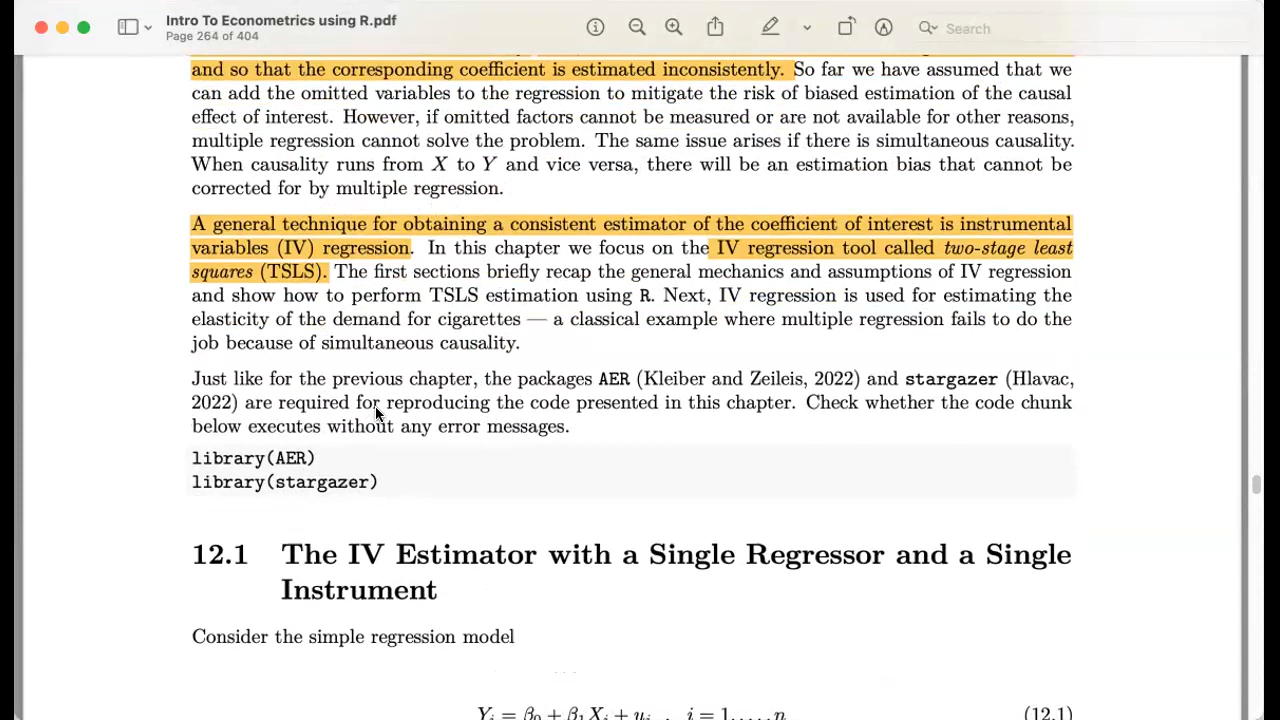 Intro To Econometrics using R.pdf
Page 264 of 404
Search
and so that the corresponding coefficient is estimated inconsistently. So far we have assumed that we
can add the omitted variables to the regression to mitigate the risk of biased estimation of the causal
effect of interest. However, if omitted factors cannot be measured or are not available for other reasons,
multiple regression cannot solve the problem. The same issue arises if there is simultaneous causality.
When causality runs from X to Y and vice versa, there will be an estimation bias that cannot be
corrected for by multiple regression.
A general technique for obtaining a consistent estimator of the coefficient of interest is instrumental
variables (IV) regression. In this chapter we focus on the IV regression tool called two-stage least
squares (TSLS). The first sections briefly recap the general mechanics and assumptions of IV regression
and show how to perform TSLS estimation using R. Next, IV regression is used for estimating the
elasticity of the demand for cigarettes — a classical example where multiple regression fails to do the
job because of simultaneous causality.
Just like for the previous chapter, the packages AER (Kleiber and Zeileis, 2022) and stargazer (Hlavac,
2022) are required for reproducing the code presented in this chapter. Check whether the code chunk
below executes without any error messages.
library(AER)
library(stargazer)
12.1 The IV Estimator with a Single Regressor and a Single
Instrument
Consider the simple regression model
Yᵢ = β₀ + β₁Xᵢ + uᵢ , i = 1, . . . , n (12.1)